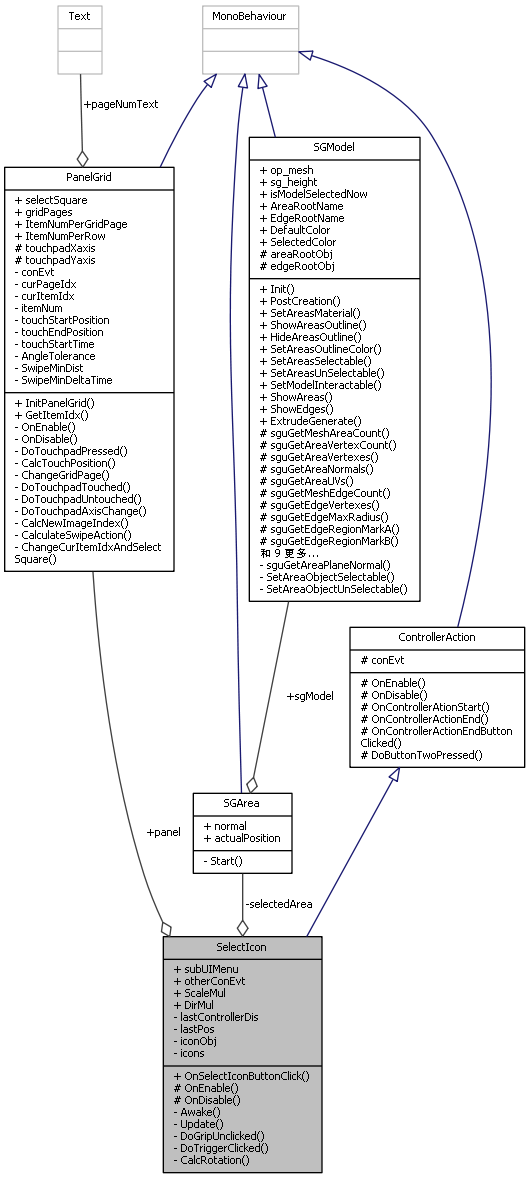 Text
MonoBehaviour
+pageNumText
PanelGrid
+ selectSquare
+ gridPages
+ ItemNumPerGridPage
+ ItemNumPerRow
# touchpadXaxis
# touchpadYaxis
- conEvt
- curPageIdx
- curItemIdx
- itemNum
- touchStartPosition
- touchEndPosition
- touchStartTime
- AngleTolerance
- SwipeMinDist
- SwipeMinDeltaTime
+ InitPanelGrid()
+ GetItemIdx()
- OnEnable()
- OnDisable()
- DoTouchpadPressed()
- CalcTouchPosition()
- ChangeGridPage()
- DoTouchpadTouched()
- DoTouchpadUntouched()
- DoTouchpadAxisChange()
- CalcNewImageIndex()
- CalculateSwipeAction()
- ChangeCurItemIdxAndSelect
Square()
SGModel
+ op_mesh
+ sg_height
+ isModelSelectedNow
+ AreaRootName
+ EdgeRootName
+ DefaultColor
+ SelectedColor
# areaRootObj
# edgeRootObj
+ Init()
+ PostCreation()
+ SetAreasMaterial()
+ ShowAreasOutline()
+ HideAreasOutline()
+ SetAreasOutlineColor()
+ SetAreasSelectable()
+ SetAreasUnSelectable()
+ SetModelInteractable()
+ ShowAreas()
+ ShowEdges()
+ ExtrudeGenerate()
# sguGetMeshAreaCount()
# sguGetAreaVertexCount()
# sguGetAreaVertexes()
# sguGetAreaNormals()
# sguGetAreaUVs()
# sguGetMeshEdgeCount()
# sguGetEdgeVertexes()
# sguGetEdgeMaxRadius()
# sguGetEdgeRegionMarkA()
# sguGetEdgeRegionMarkB()
和 9 更多...
- sguGetAreaPlaneNormal()
- SetAreaObjectSelectable()
- SetAreaObjectUnSelectable()
ControllerAction
# conEvt
# OnEnable()
# OnDisable()
# OnControllerAtionStart()
# OnControllerActionEnd()
# OnControllerActionEndButton
Clicked()
# DoButtonTwoPressed()
+sgModel
SGArea
+ normal
+ actualPosition
- Start()
+panel
-selectedArea
SelectIcon
+ subUIMenu
+ otherConEvt
+ ScaleMul
+ DirMul
- lastControllerDis
- lastPos
- iconObj
- icons
+ OnSelectIconButtonClick()
# OnEnable()
# OnDisable()
- Awake()
- Update()
- DoGripUnclicked()
- DoTriggerClicked()
- CalcRotation()